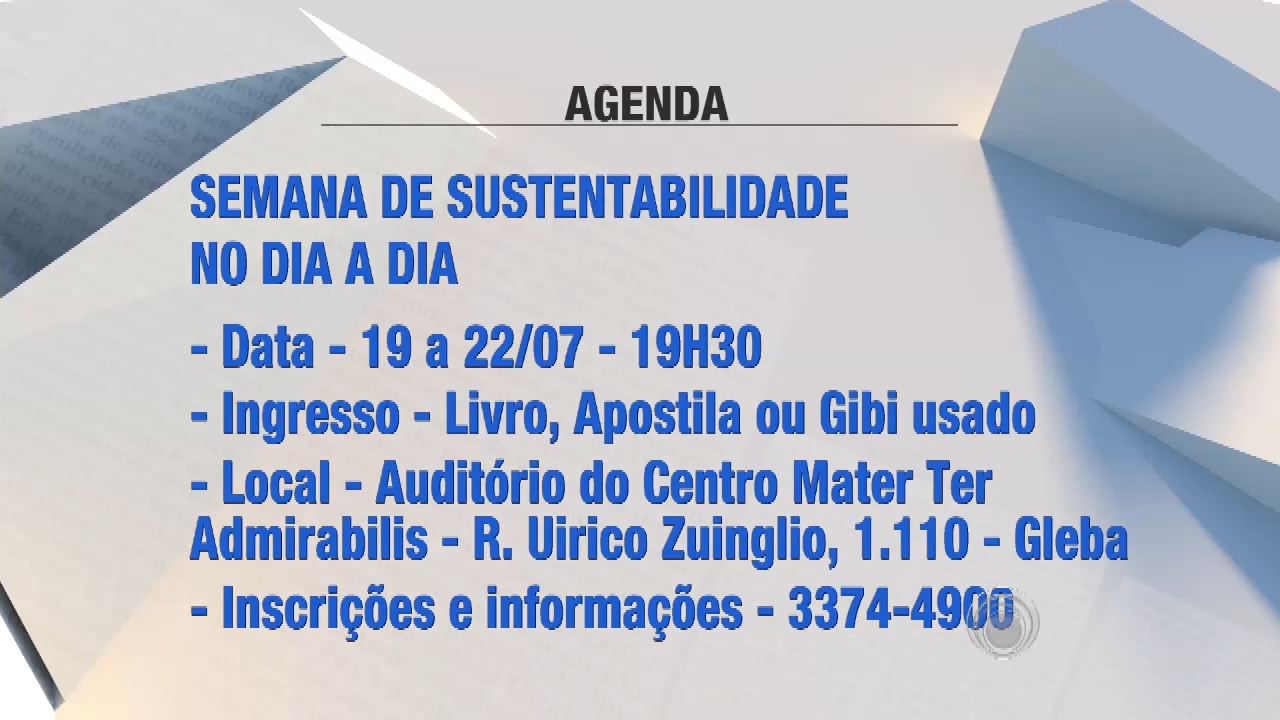 AGENDA
SEMANA DE SUSTENTABILIDADE
NO DIA A DIA
- Data - 19 a 22/07 - 19H30
- Ingresso - Livro, Apostila ou Gibi usado
- Local - Auditório do Centro Mater Ter
Admirabilis - R. Uirico Zuinglio, 1.110 - Gleba
- Inscrições e informações - 3374-4900